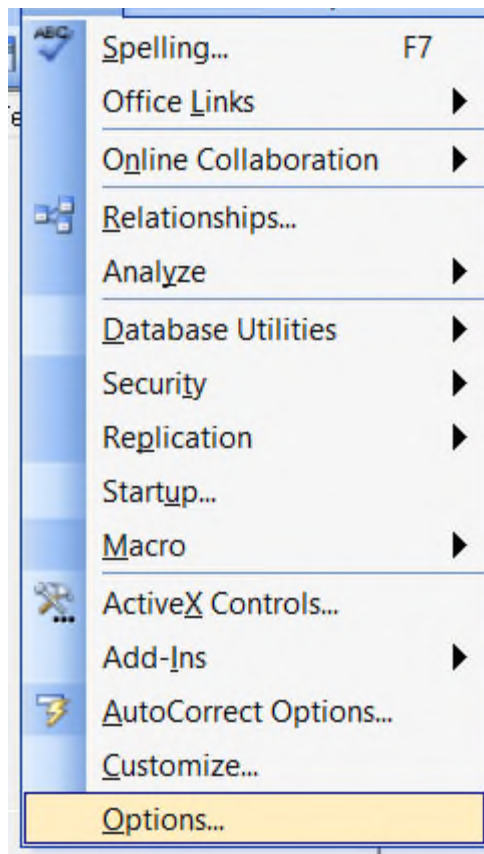 ABC
Spelling... F7
Office Links
Online Collaboration
Relationships...
Analyze
Database Utilities
Security
Replication
Startup...
Macro
ActiveX Controls...
Add-Ins
AutoCorrect Options...
Customize...
Options...